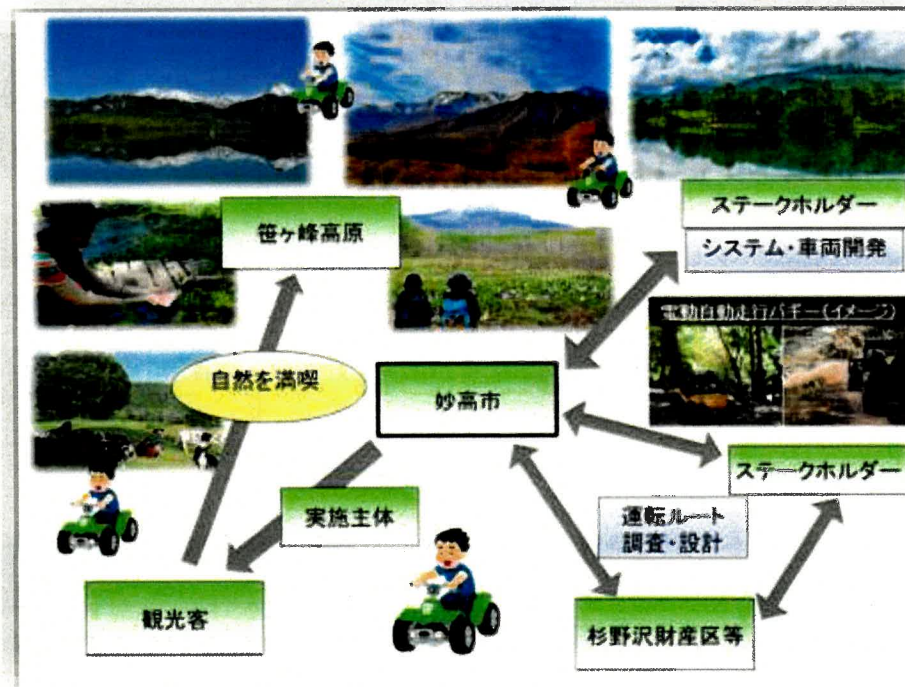 ステークホルダー
笹ヶ峰高原
システム・車両開発
電動自動走行バギー(イメージ)
自然を満喫
妙高市
ステークホルダー
実施主体
運転ルート
調査・設計
観光客
杉野沢財産区等